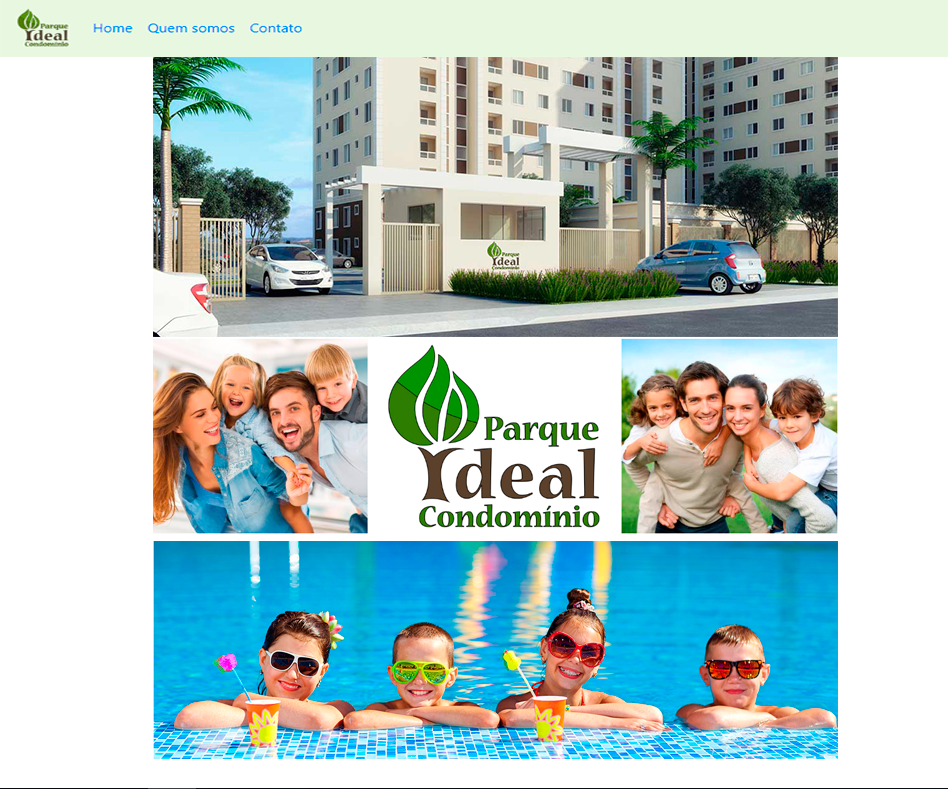 Parque
Ideal
Condomínio
Home Quem somos Contato
Parque
Ideal
Condomínio
Parque
Ideal
Condomínio